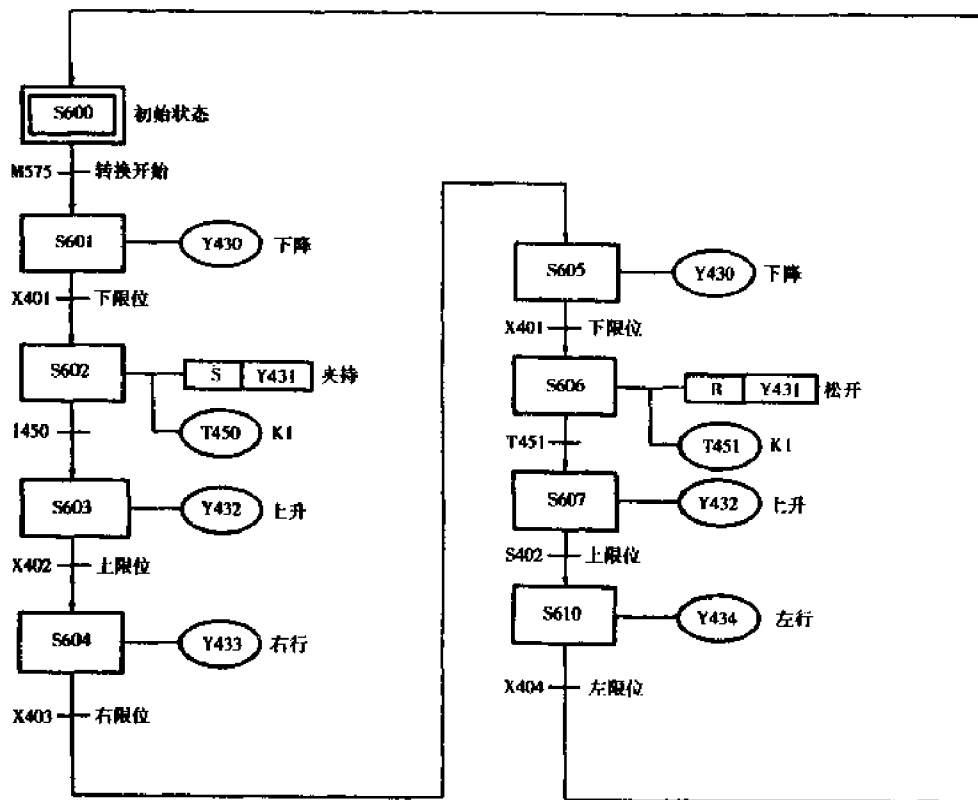 S600 初始状态
M575 转换开始
S601 Y430 下降
X401 下限位
S602 S Y431 夹持
T450 K1
1450
S603 Y432 上升
X402 上限位
S604 Y433 右行
X403 右限位
S605 Y430 下降
X401 下限位
S606 R Y431 松开
T451 K1
T451
S607 Y432 上升
S402 上限位
S610 Y434 左行
X404 左限位